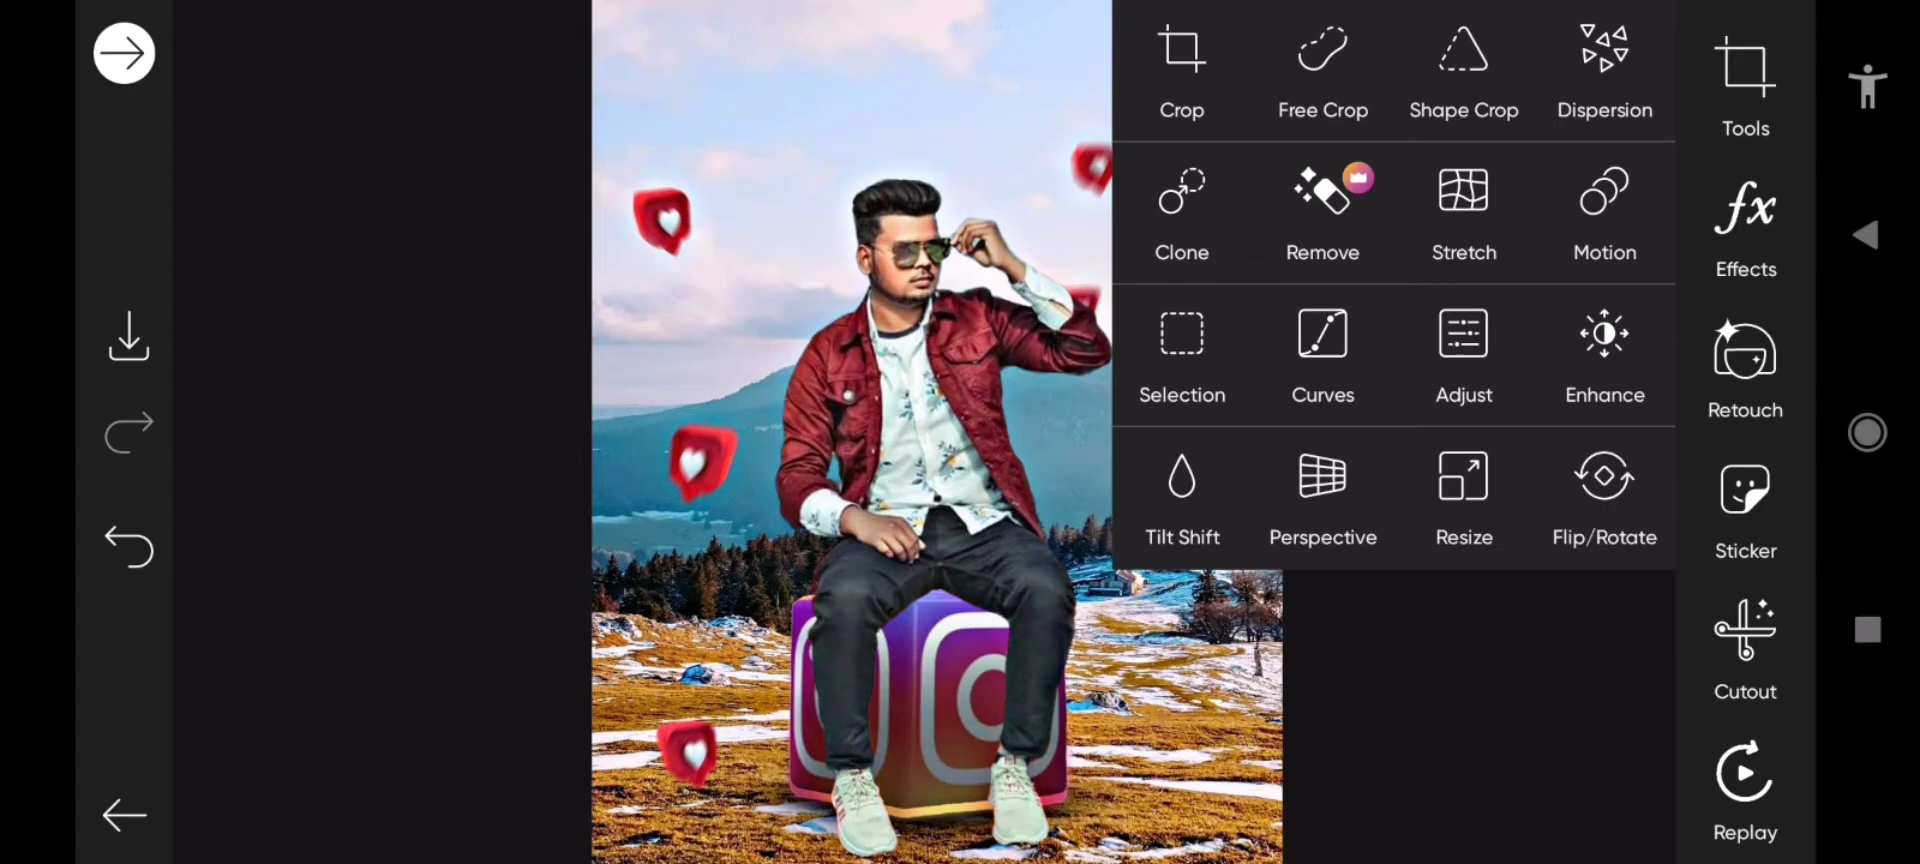 Crop Free Crop Shape Crop Dispersion
Clone Remove Stretch Motion
Selection Curves Adjust Enhance
Tilt Shift Perspective Resize Flip/Rotate
Tools
fx
Effects
Retouch
Sticker
Cutout
Replay